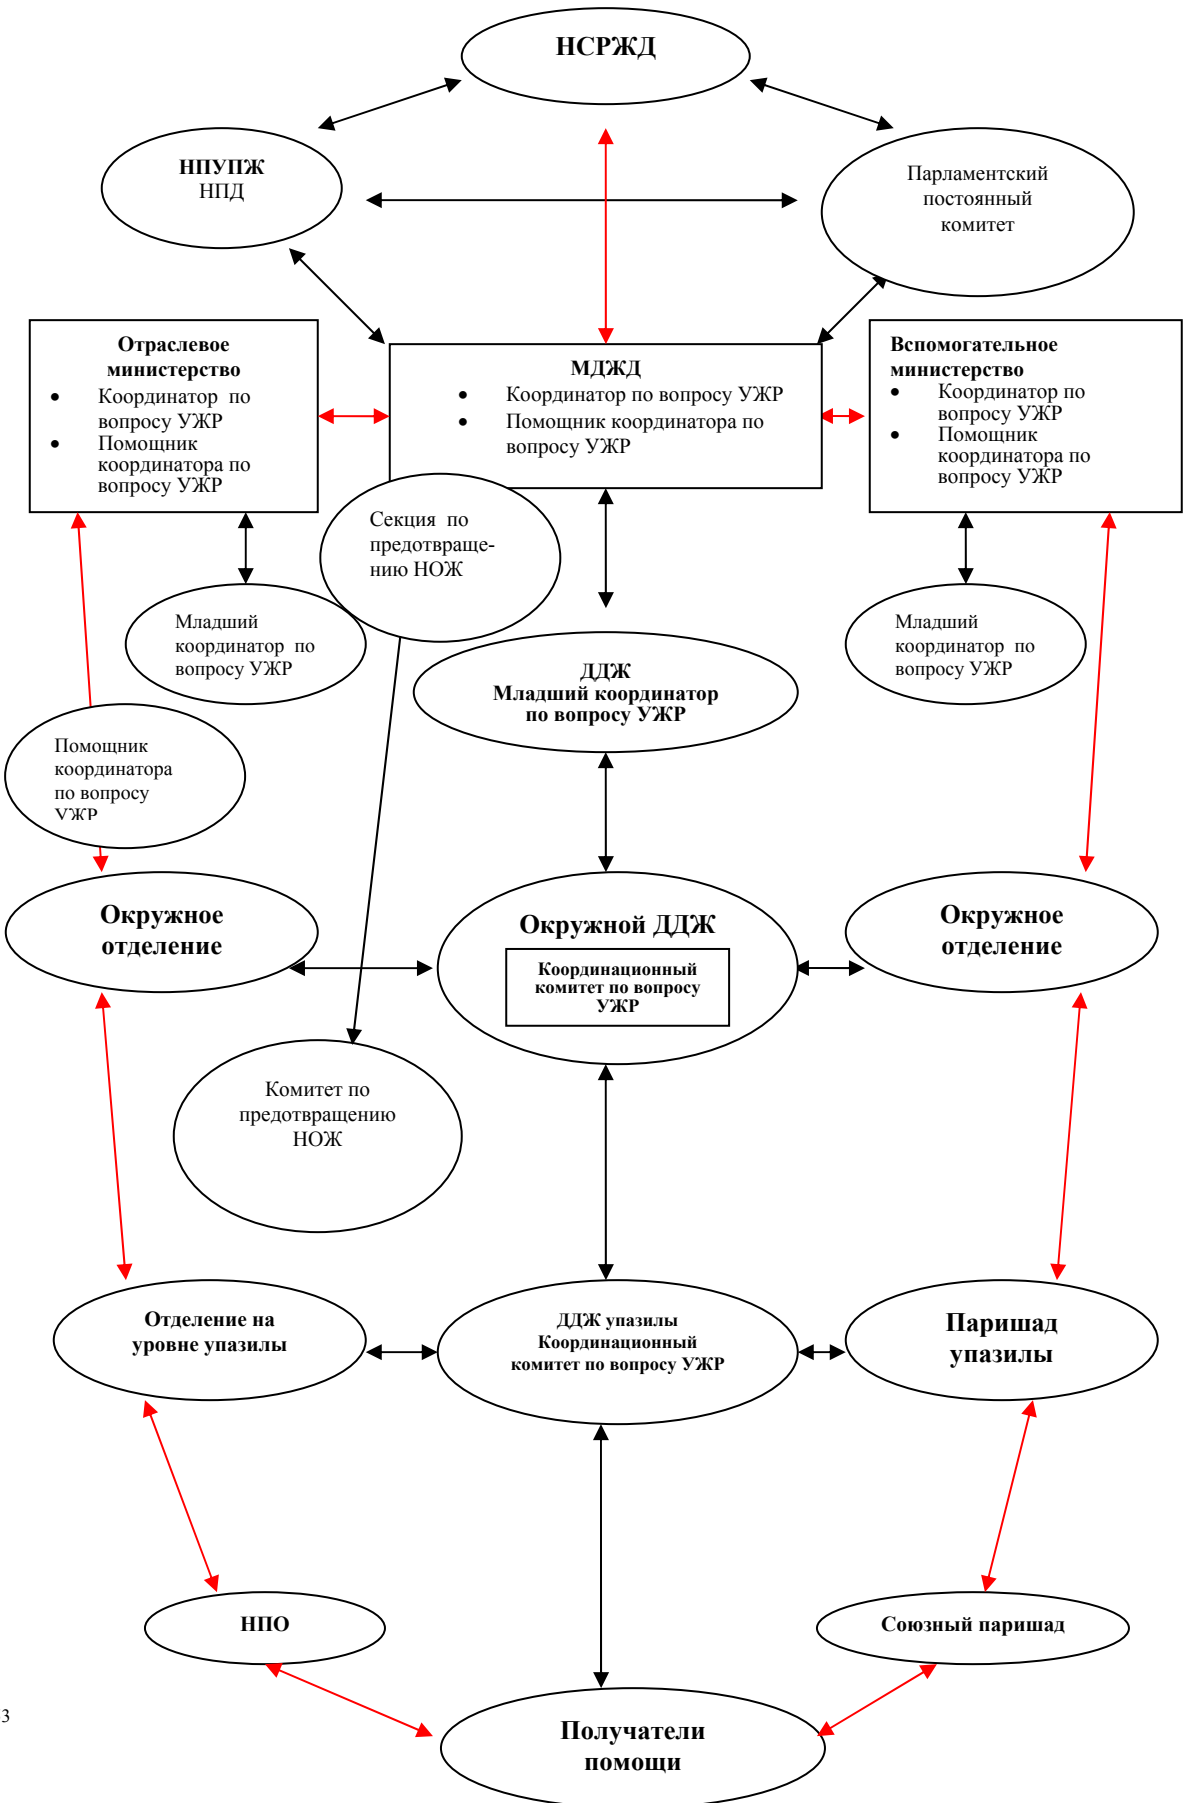 НСРЖД
НПУПЖ
НПД
Парламентский
постоянный
комитет
Отраслевое
министерство
• Координатор по
вопросу УЖР
• Помощник
координатора по
вопросу УЖР
МДЖД
• Координатор по вопросу УЖР
• Помощник координатора по
вопросу УЖР
Вспомогательное
министерство
• Координатор по
вопросу УЖР
• Помощник
координатора по
вопросу УЖР
Секция по
предотвраще-
нию НОЖ
Младший
координатор по
вопросу УЖР
ДДЖ
Младший координатор
по вопросу УЖР
Младший
координатор по
вопросу УЖР
Помощник
координатора
по вопросу
УЖР
Окружное
отделение
Окружной ДДЖ
Координационный
комитет по вопросу
УЖР
Окружное
отделение
Комитет по
предотвращению
НОЖ
Отделение на
уровне упазилы
ДДЖ упазилы
Координационный
комитет по вопросу УЖР
Паришад
упазилы
НПО
Союзный паришад
Получатели
помощи
3